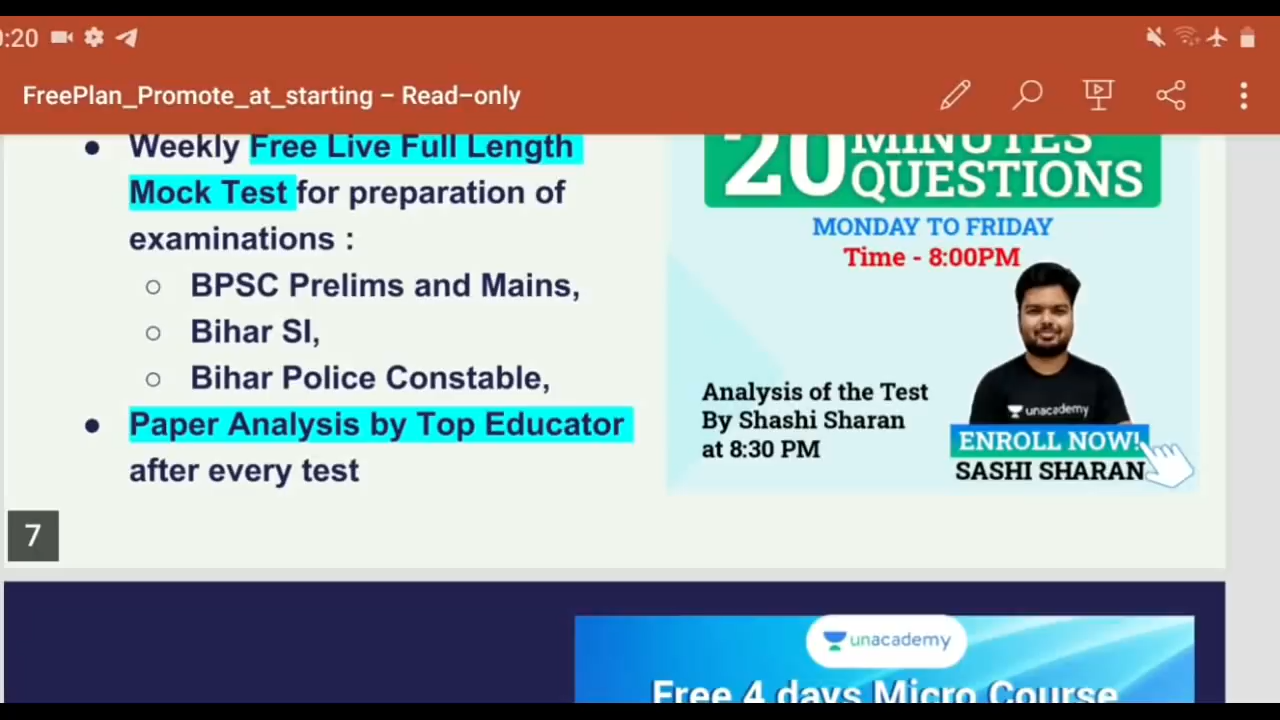 :20
FreePlan_Promote_at_starting – Read-only
• Weekly Free Live Full Length
Mock Test for preparation of
examinations :
○ BPSC Prelims and Mains,
○ Bihar SI,
○ Bihar Police Constable,
• Paper Analysis by Top Educator
after every test
20 MINUTES
QUESTIONS
MONDAY TO FRIDAY
Time - 8:00PM
Analysis of the Test
By Shashi Sharan
at 8:30 PM
unacademy
ENROLL NOW!
SASHI SHARAN
7
unacademy
Free 4 days Micro Course